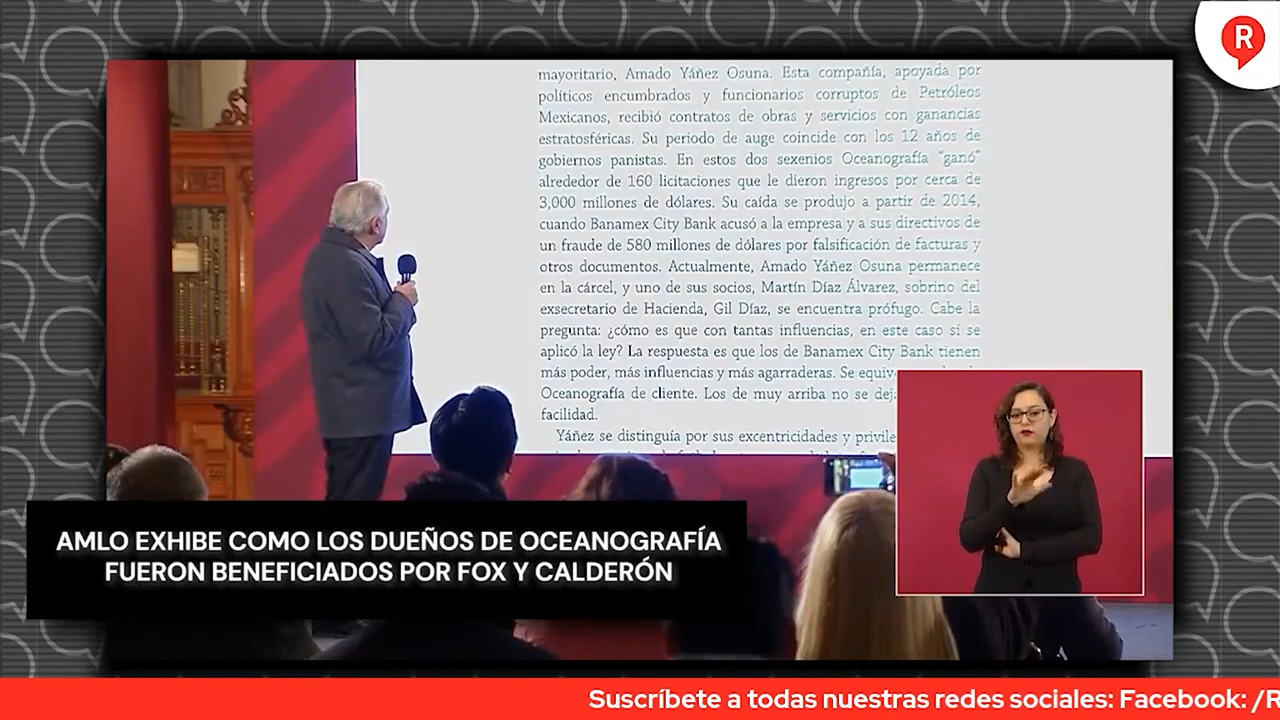 R
mayoritario, Amado Yáñez Osuna. Esta compañía, apoyada por
políticos encumbrados y funcionarios corruptos de Petróleos
Mexicanos, recibió contratos de obras y servicios con ganancias
estratosféricas. Su periodo de auge coincide con los 12 años de
gobiernos panistas. En estos dos sexenios Oceanografía "ganó"
alrededor de 160 licitaciones que le dieron ingresos por cerca de
3,000 millones de dólares. Su caída se produjo a partir de 2014,
cuando Banamex City Bank acusó a la empresa y a sus directivos de
un fraude de 580 millones de dólares por falsificación de facturas y
otros documentos. Actualmente, Amado Yáñez Osuna permanece
en la cárcel, y uno de sus socios, Martín Díaz Álvarez, sobrino del
exsecretario de Hacienda, Gil Díaz, se encuentra prófugo. Cabe la
pregunta: ¿cómo es que con tantas influencias, en este caso sí se
aplicó la ley? La respuesta es que los de Banamex City Bank tienen
más poder, más influencias y más agarraderas. Se equiv
Oceanografía de cliente. Los de muy arriba no se dej
facilidad.
Yáñez se distinguía por sus excentricidades y privile
AMLO EXHIBE COMO LOS DUEÑOS DE OCEANOGRAFÍA
FUERON BENEFICIADOS POR FOX Y CALDERÓN
Suscríbete a todas nuestras redes sociales: Facebook: /R